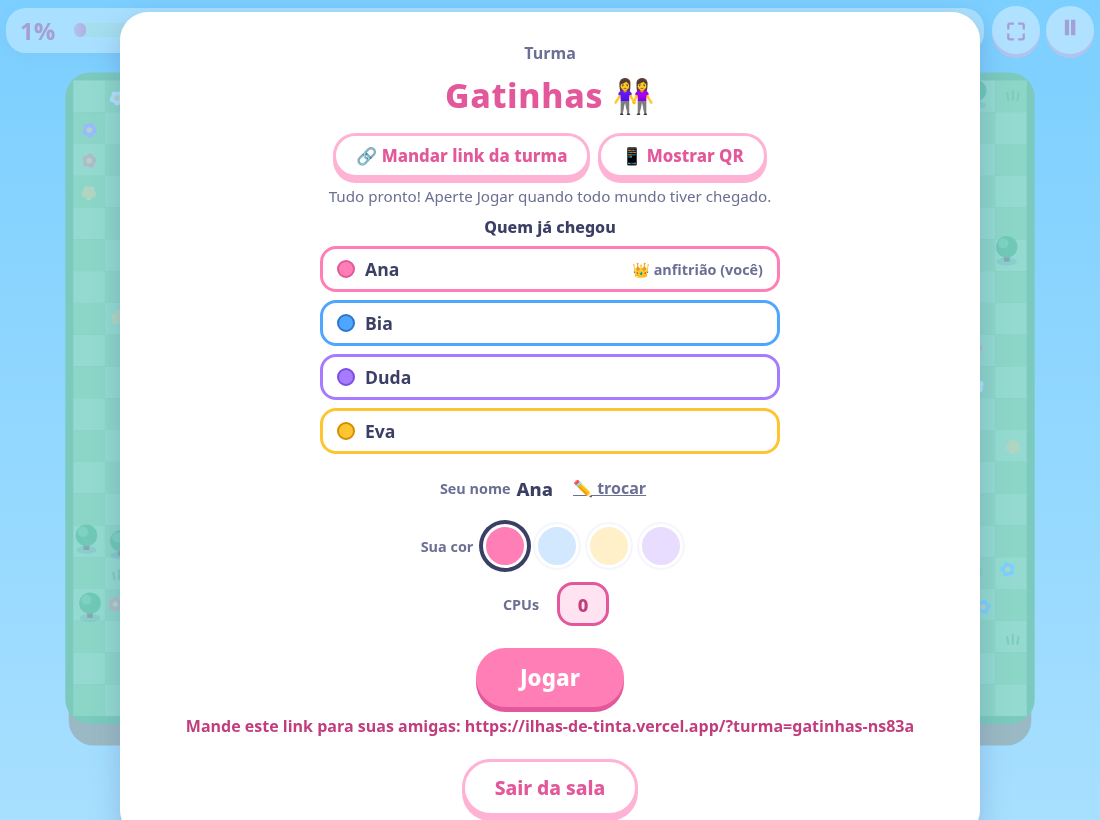 1%
Turma
Gatinhas 👭
🔗 Mandar link da turma
📱 Mostrar QR
Tudo pronto! Aperte Jogar quando todo mundo tiver chegado.
Quem já chegou
Ana 👑 anfitrião (você)
Bia
Duda
Eva
Seu nome Ana ✏️ trocar
Sua cor
CPUs 0
Jogar
Mande este link para suas amigas: https://ilhas-de-tinta.vercel.app/?turma=gatinhas-ns83a
Sair da sala